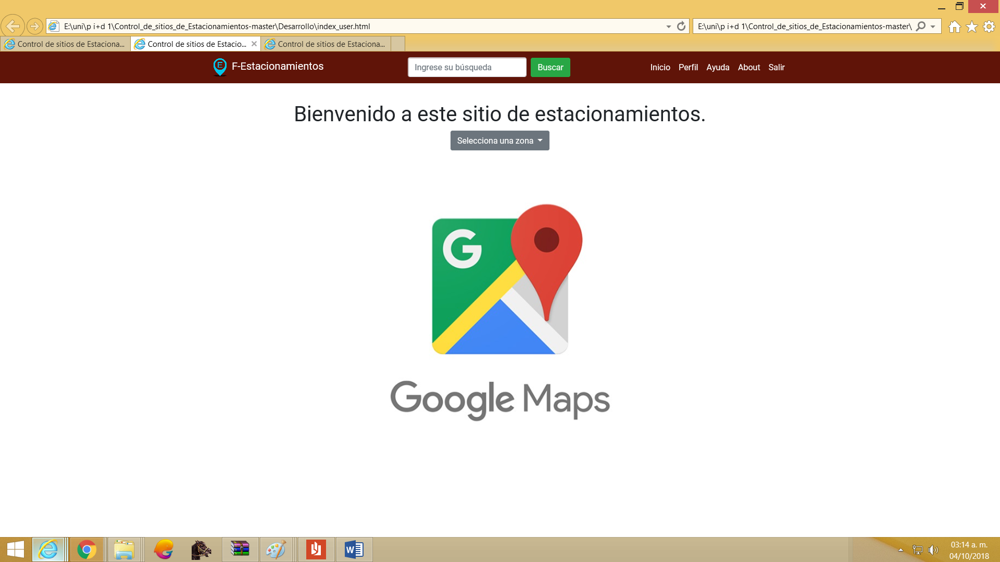 E:\uni\p i+d 1\Control_de_sitios_de_Estacionamientos-master\Desarrollo\index_user.html
E:\uni\p i+d 1\Control_de_sitios_de_Estacionamientos-master\
Control de sitios de Estaciona...
Control de sitios de Estacio...
Control de sitios de Estaciona...
E
F-Estacionamientos
Ingrese su búsqueda
Buscar
Inicio
Perfil
Ayuda
About
Salir
Bienvenido a este sitio de estacionamientos.
Selecciona una zona
G
Google Maps
W
03:14 a. m.
04/10/2018